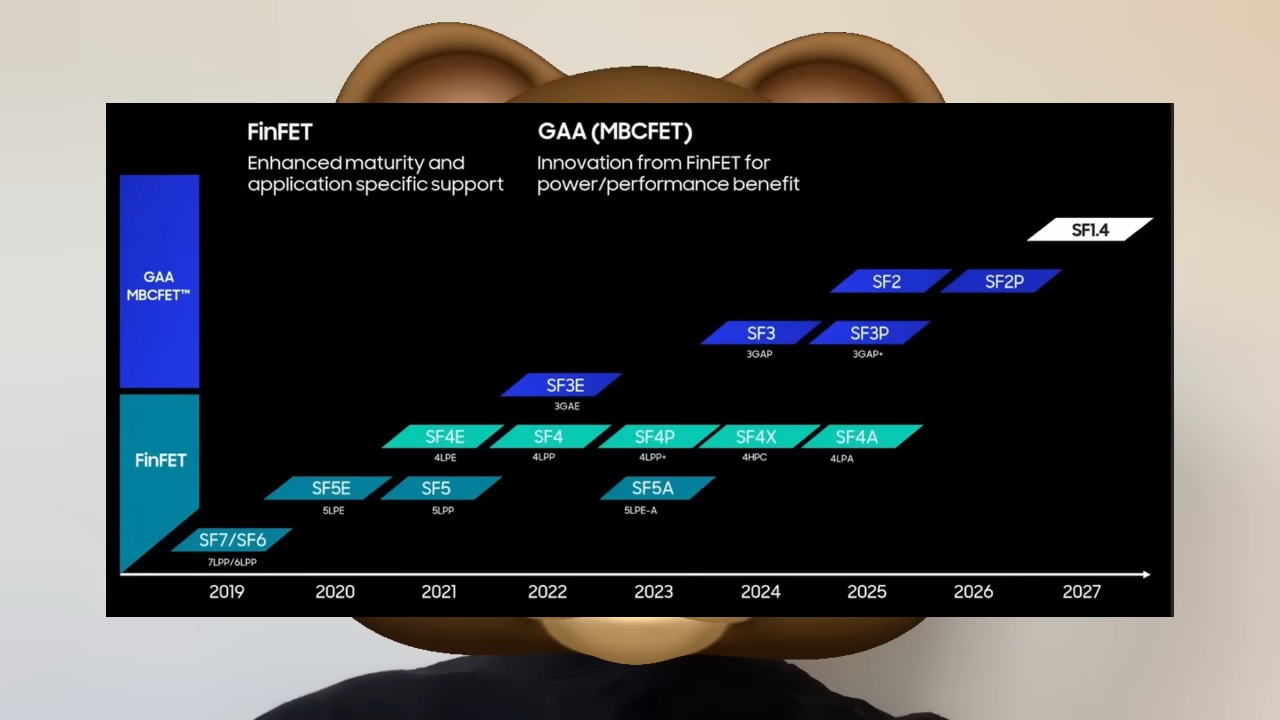 FinFET
Enhanced maturity and
application specific support
GAA (MBCFET)
Innovation from FinFET for
power/performance benefit
GAA
MBCFET™
FinFET
SF1.4
SF2
SF2P
SF3
3GAP
SF3P
3GAP+
SF3E
3GAE
SF4E
4LPE
SF4
4LPP
SF4P
4LPP+
SF4X
4HPC
SF4A
4LPA
SF5E
5LPE
SF5
5LPP
SF5A
5LPE-A
SF7/SF6
7LPP/6LPP
2019
2020
2021
2022
2023
2024
2025
2026
2027